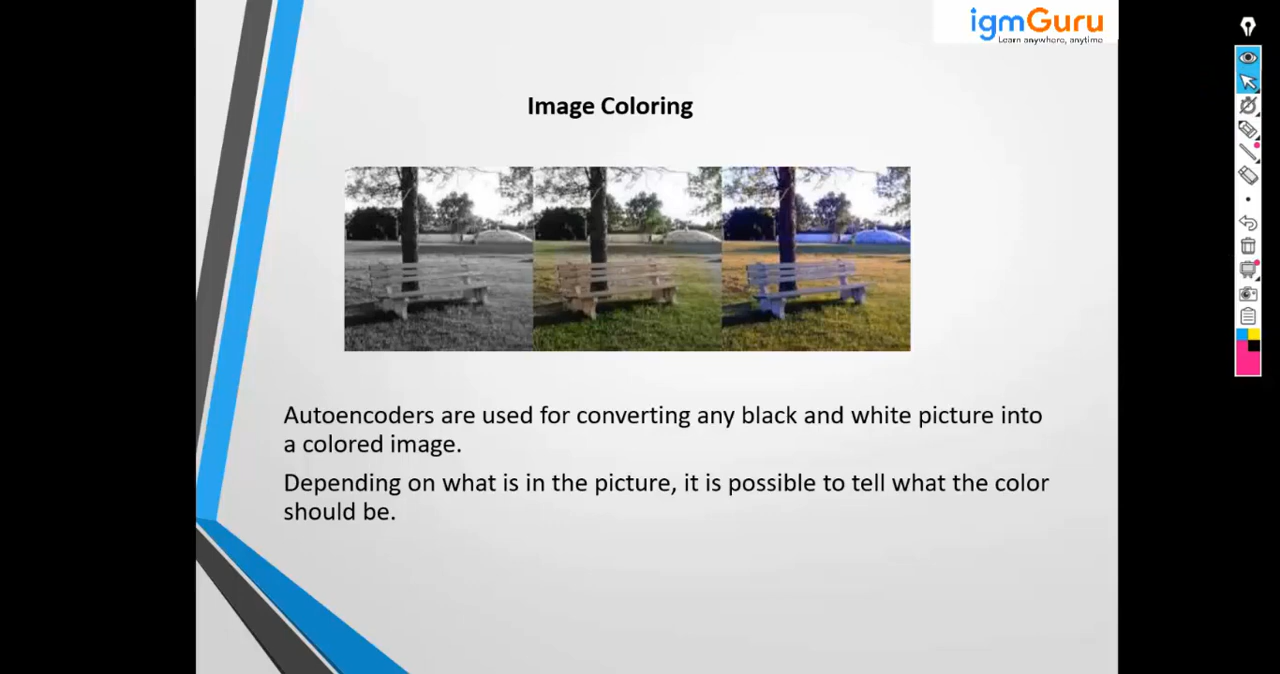 igmGuru
Learn anywhere, anytime
Image Coloring
Autoencoders are used for converting any black and white picture into
a colored image.
Depending on what is in the picture, it is possible to tell what the color
should be.